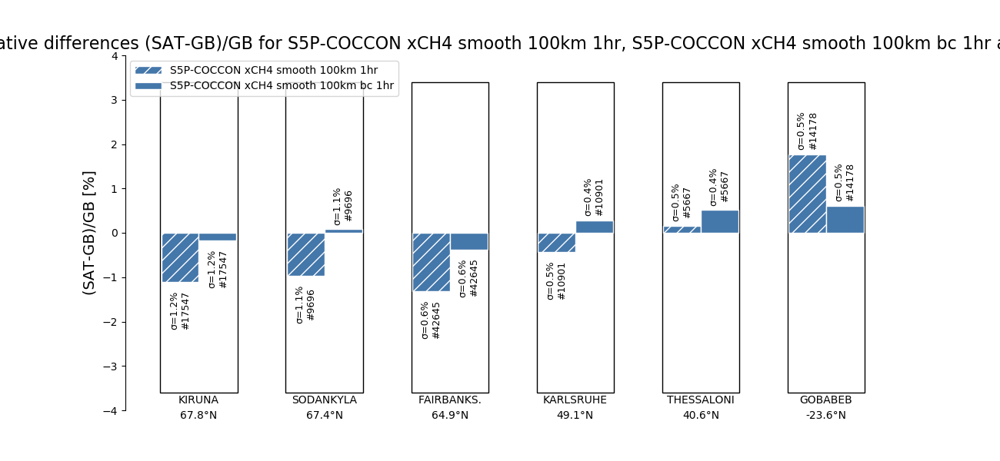 ative differences (SAT-GB)/GB for S5P-COCCON xCH4 smooth 100km 1hr, S5P-COCCON xCH4 smooth 100km bc 1hr a
S5P-COCCON xCH4 smooth 100km 1hr
S5P-COCCON xCH4 smooth 100km bc 1hr
(SAT-GB)/GB [%]
4
3
2
1
0
−1
−2
−3
−4
σ=1.2%
#17547
σ=1.2%
#17547
σ=1.1%
#9696
σ=1.1%
#9696
σ=0.6%
#42645
σ=0.6%
#42645
σ=0.5%
#10901
σ=0.4%
#10901
σ=0.5%
#5667
σ=0.4%
#5667
σ=0.5%
#14178
σ=0.5%
#14178
KIRUNA
67.8°N
SODANKYLA
67.4°N
FAIRBANKS.
64.9°N
KARLSRUHE
49.1°N
THESSALONI
40.6°N
GOBABEB
-23.6°N